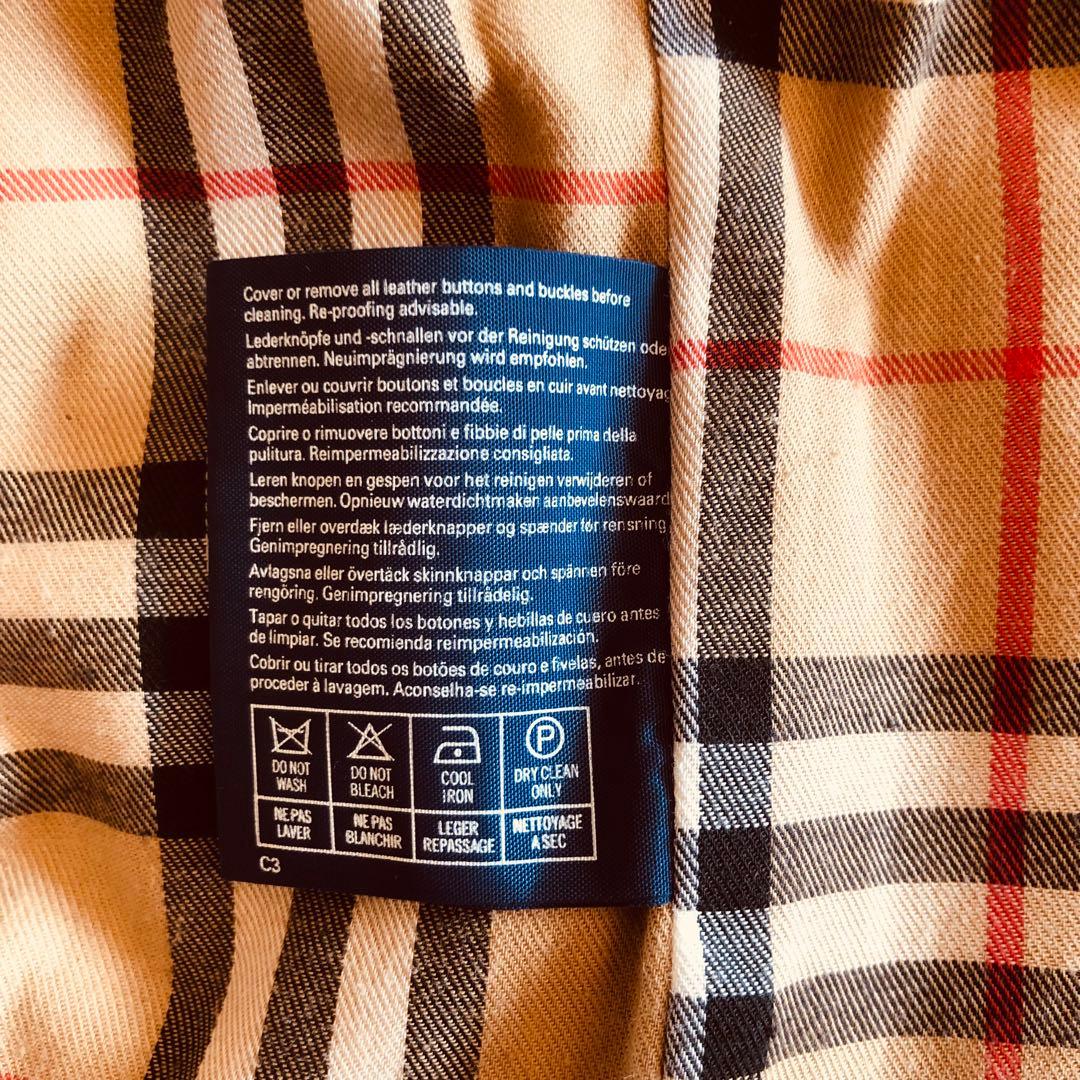 Cover or remove all leather buttons and buckles before
cleaning. Re-proofing advisable.
Lederknöpfe und -schnallen vor der Reinigung schützen ode
abtrennen. Neuimprägnierung wird empfohlen.
Enlever ou couvrir boutons et boucles en cuir avant nettoyag
Imperméabilisation recommandée.
Coprire o rimuovere bottoni e fibbie di pelle prima della
pulitura. Reimpermeabilizzazione consigliata.
Leren knopen en gespen voor het reinigen verwijderen of
beschermen. Opnieuw waterdichtmaken aanbevelenswaard
Fjern eller overdæk læderknapper og spænder før rensning
Genimpregnering tillrådlig.
Avlagsna eller övertäck skinnknappar och spännen före
rengöring. Genimpregnering tillrådelig.
Tapar o quitar todos los botones y hebillas de cuero antes
de limpiar. Se recomienda reimpermeabilización.
Cobrir ou tirar todos os botões de couro e fivelas, antes de
proceder à lavagem. Aconselha-se re-impermeabilizar.
P
DO NOT
WASH
DO NOT
BLEACH
COOL
IRON
DRY CLEAN
ONLY
NE PAS
LAVER
NE PAS
BLANCHIR
LEGER
REPASSAGE
NETTOYAGE
A SEC
C3